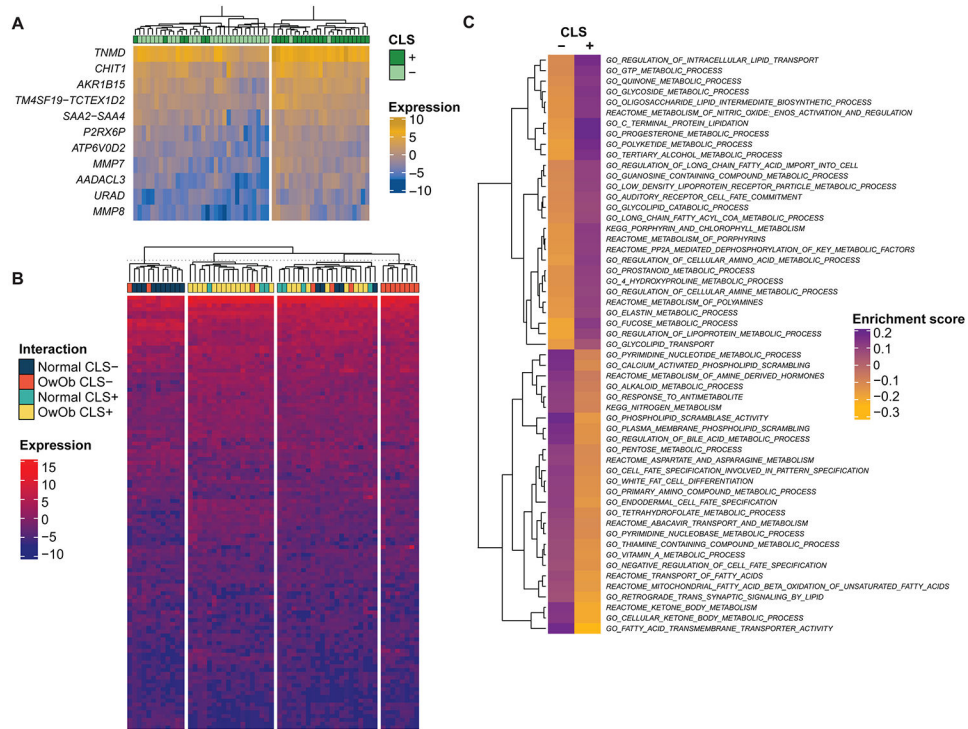 A
CLS
+
−
TNMD
CHIT1
AKR1B15
TM4SF19−TCTEX1D2
SAA2−SAA4
P2RX6P
ATP6V0D2
MMP7
AADACL3
URAD
MMP8
Expression
10
5
0
−5
−10
B
Interaction
Normal CLS−
OwOb CLS−
Normal CLS+
OwOb CLS+
Expression
15
10
5
0
−5
−10
C
CLS
− +
GO_REGULATION_OF_INTRACELLULAR_LIPID_TRANSPORT
GO_GTP_METABOLIC_PROCESS
GO_QUINONE_METABOLIC_PROCESS
GO_GLYCOSIDE_METABOLIC_PROCESS
GO_OLIGOSACCHARIDE_LIPID_INTERMEDIATE_BIOSYNTHETIC_PROCESS
REACTOME_METABOLISM_OF_NITRIC_OXIDE:_ENOS_ACTIVATION_AND_REGULATION
GO_C_TERMINAL_PROTEIN_LIPIDATION
GO_PROGESTERONE_METABOLIC_PROCESS
GO_POLYKETIDE_METABOLIC_PROCESS
GO_TERTIARY_ALCOHOL_METABOLIC_PROCESS
GO_REGULATION_OF_LONG_CHAIN_FATTY_ACID_IMPORT_INTO_CELL
GO_GUANOSINE_CONTAINING_COMPOUND_METABOLIC_PROCESS
GO_LOW_DENSITY_LIPOPROTEIN_RECEPTOR_PARTICLE_METABOLIC_PROCESS
GO_AUDITORY_RECEPTOR_CELL_FATE_COMMITMENT
GO_GLYCOLIPID_CATABOLIC_PROCESS
GO_LONG_CHAIN_FATTY_ACYL_COA_METABOLIC_PROCESS
KEGG_PORPHYRIN_AND_CHLOROPHYLL_METABOLISM
REACTOME_METABOLISM_OF_PORPHYRINS
REACTOME_PP2A_MEDIATED_DEPHOSPHORYLATION_OF_KEY_METABOLIC_FACTORS
GO_REGULATION_OF_CELLULAR_AMINO_ACID_METABOLIC_PROCESS
GO_PROSTANOID_METABOLIC_PROCESS
GO_4_HYDROXYPROLINE_METABOLIC_PROCESS
GO_REGULATION_OF_CELLULAR_AMINE_METABOLIC_PROCESS
REACTOME_METABOLISM_OF_POLYAMINES
GO_ELASTIN_METABOLIC_PROCESS
GO_FUCOSE_METABOLIC_PROCESS
GO_REGULATION_OF_LIPOPROTEIN_METABOLIC_PROCESS
GO_GLYCOLIPID_TRANSPORT
GO_PYRIMIDINE_NUCLEOTIDE_METABOLIC_PROCESS
GO_CALCIUM_ACTIVATED_PHOSPHOLIPID_SCRAMBLING
REACTOME_METABOLISM_OF_AMINE_DERIVED_HORMONES
GO_ALKALOID_METABOLIC_PROCESS
GO_RESPONSE_TO_ANTIMETABOLITE
KEGG_NITROGEN_METABOLISM
GO_PHOSPHOLIPID_SCRAMBLASE_ACTIVITY
GO_PLASMA_MEMBRANE_PHOSPHOLIPID_SCRAMBLING
GO_REGULATION_OF_BILE_ACID_METABOLIC_PROCESS
GO_PENTOSE_METABOLIC_PROCESS
REACTOME_ASPARTATE_AND_ASPARAGINE_METABOLISM
GO_CELL_FATE_SPECIFICATION_INVOLVED_IN_PATTERN_SPECIFICATION
GO_WHITE_FAT_CELL_DIFFERENTIATION
GO_PRIMARY_AMINO_COMPOUND_METABOLIC_PROCESS
GO_ENDODERMAL_CELL_FATE_SPECIFICATION
GO_TETRAHYDROFOLATE_METABOLIC_PROCESS
REACTOME_ABACAVIR_TRANSPORT_AND_METABOLISM
GO_PYRIMIDINE_NUCLEOBASE_METABOLIC_PROCESS
GO_THIAMINE_CONTAINING_COMPOUND_METABOLIC_PROCESS
GO_VITAMIN_A_METABOLIC_PROCESS
GO_NEGATIVE_REGULATION_OF_CELL_FATE_SPECIFICATION
REACTOME_TRANSPORT_OF_FATTY_ACIDS
REACTOME_MITOCHONDRIAL_FATTY_ACID_BETA_OXIDATION_OF_UNSATURATED_FATTY_ACIDS
GO_RETROGRADE_TRANS_SYNAPTIC_SIGNALING_BY_LIPID
REACTOME_KETONE_BODY_METABOLISM
GO_CELLULAR_KETONE_BODY_METABOLIC_PROCESS
GO_FATTY_ACID_TRANSMEMBRANE_TRANSPORTER_ACTIVITY
Enrichment score
0.2
0.1
0
−0.1
−0.2
−0.3